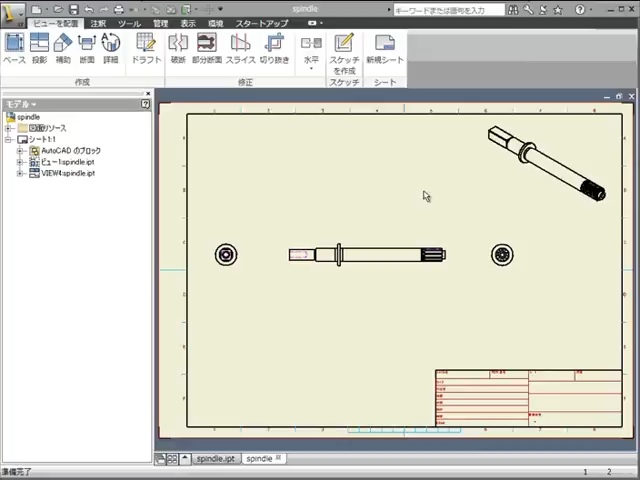 spindle
キーワードまたは語句を入力
ビューを配置 注釈 ツール 管理 表示 環境 スタートアップ
ベース 投影 補助 断面 詳細 ドラフト 破断 部分断面 スライス 切り抜き 水平 スケッチを作成 新規シート
作成 修正 スケッチ シート
モデル
spindle
図面リソース
シート:1
AutoCAD のブロック
ビュー1:spindle.ipt
VIEW4:spindle.ipt
spindle.ipt spindle
準備完了 1 2